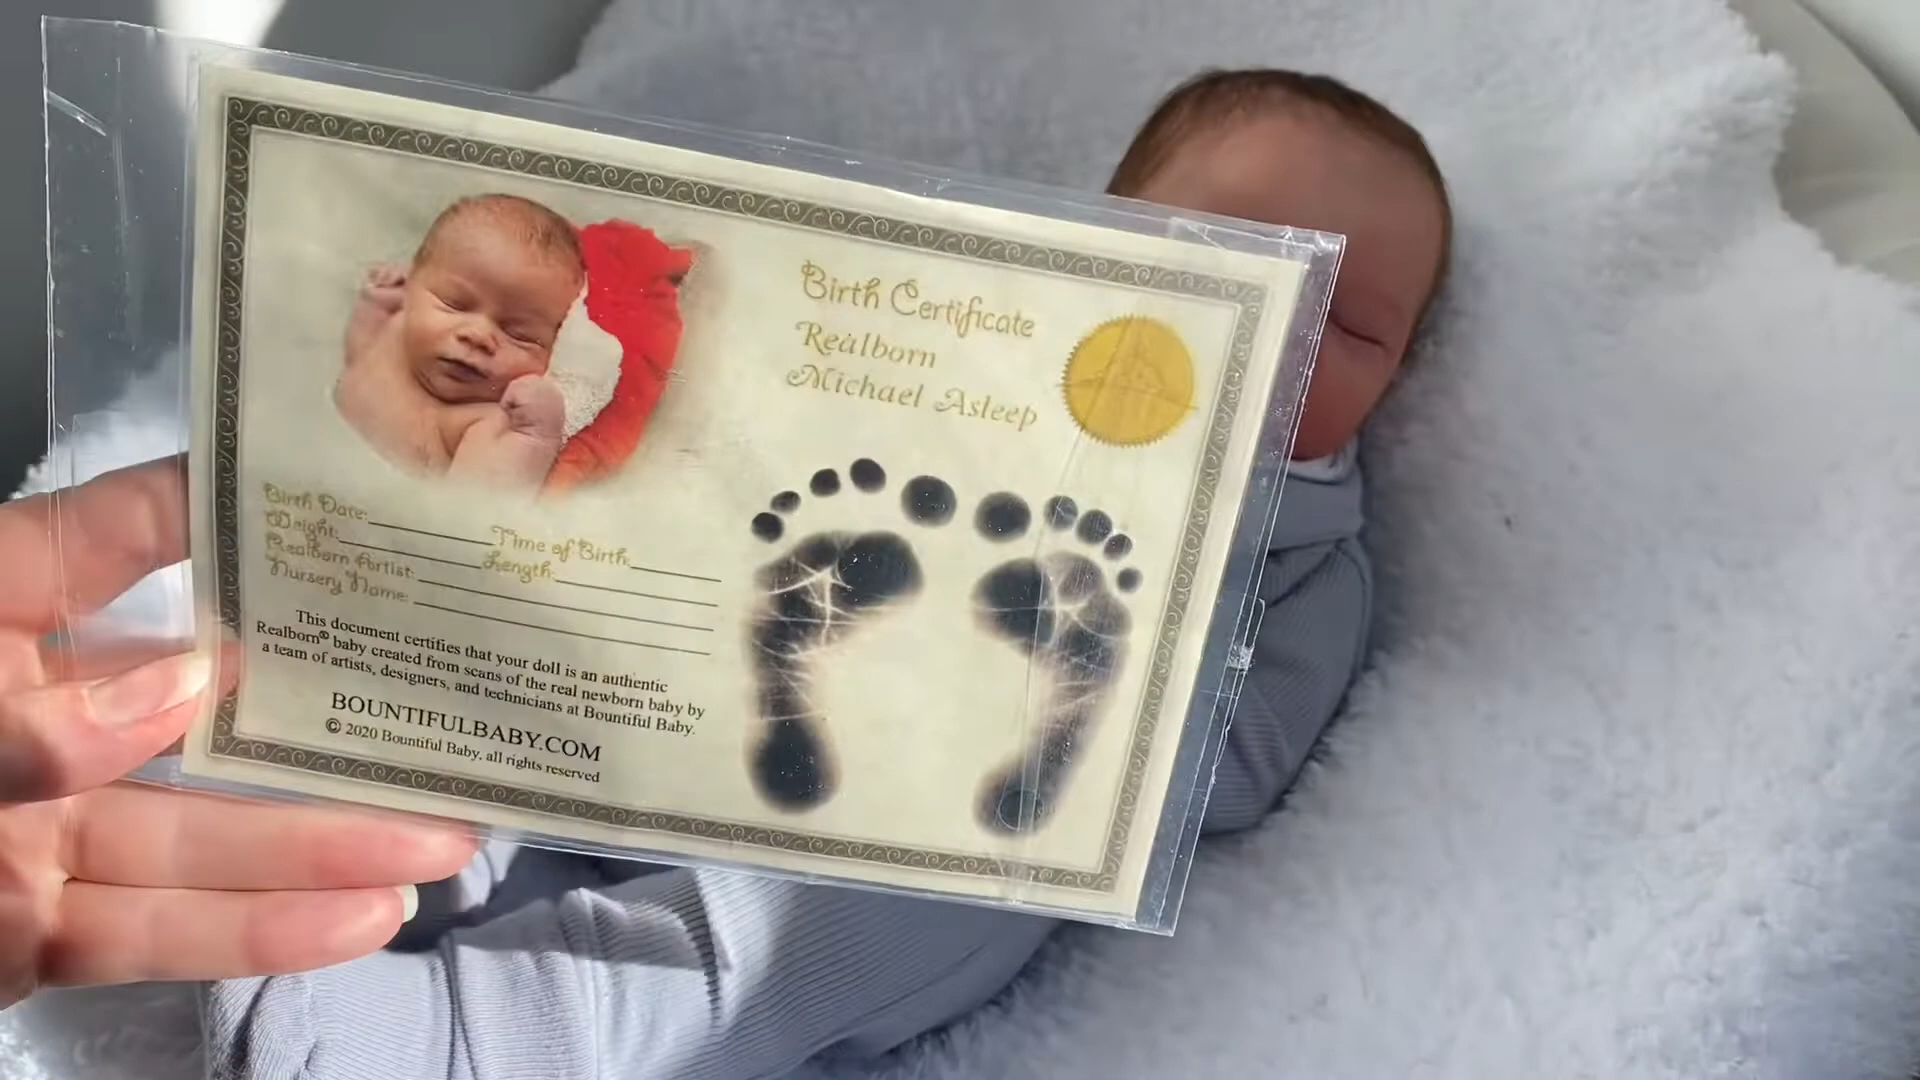 Birth Certificate
Realborn
Michael Asleep
Birth Date: Time of Birth:
Weight: Length:
Realborn Artist:
Nursery Name:
This document certifies that your doll is an authentic
Realborn® baby created from scans of the real newborn baby by
a team of artists, designers, and technicians at Bountiful Baby.
BOUNTIFULBABY.COM
© 2020 Bountiful Baby, all rights reserved